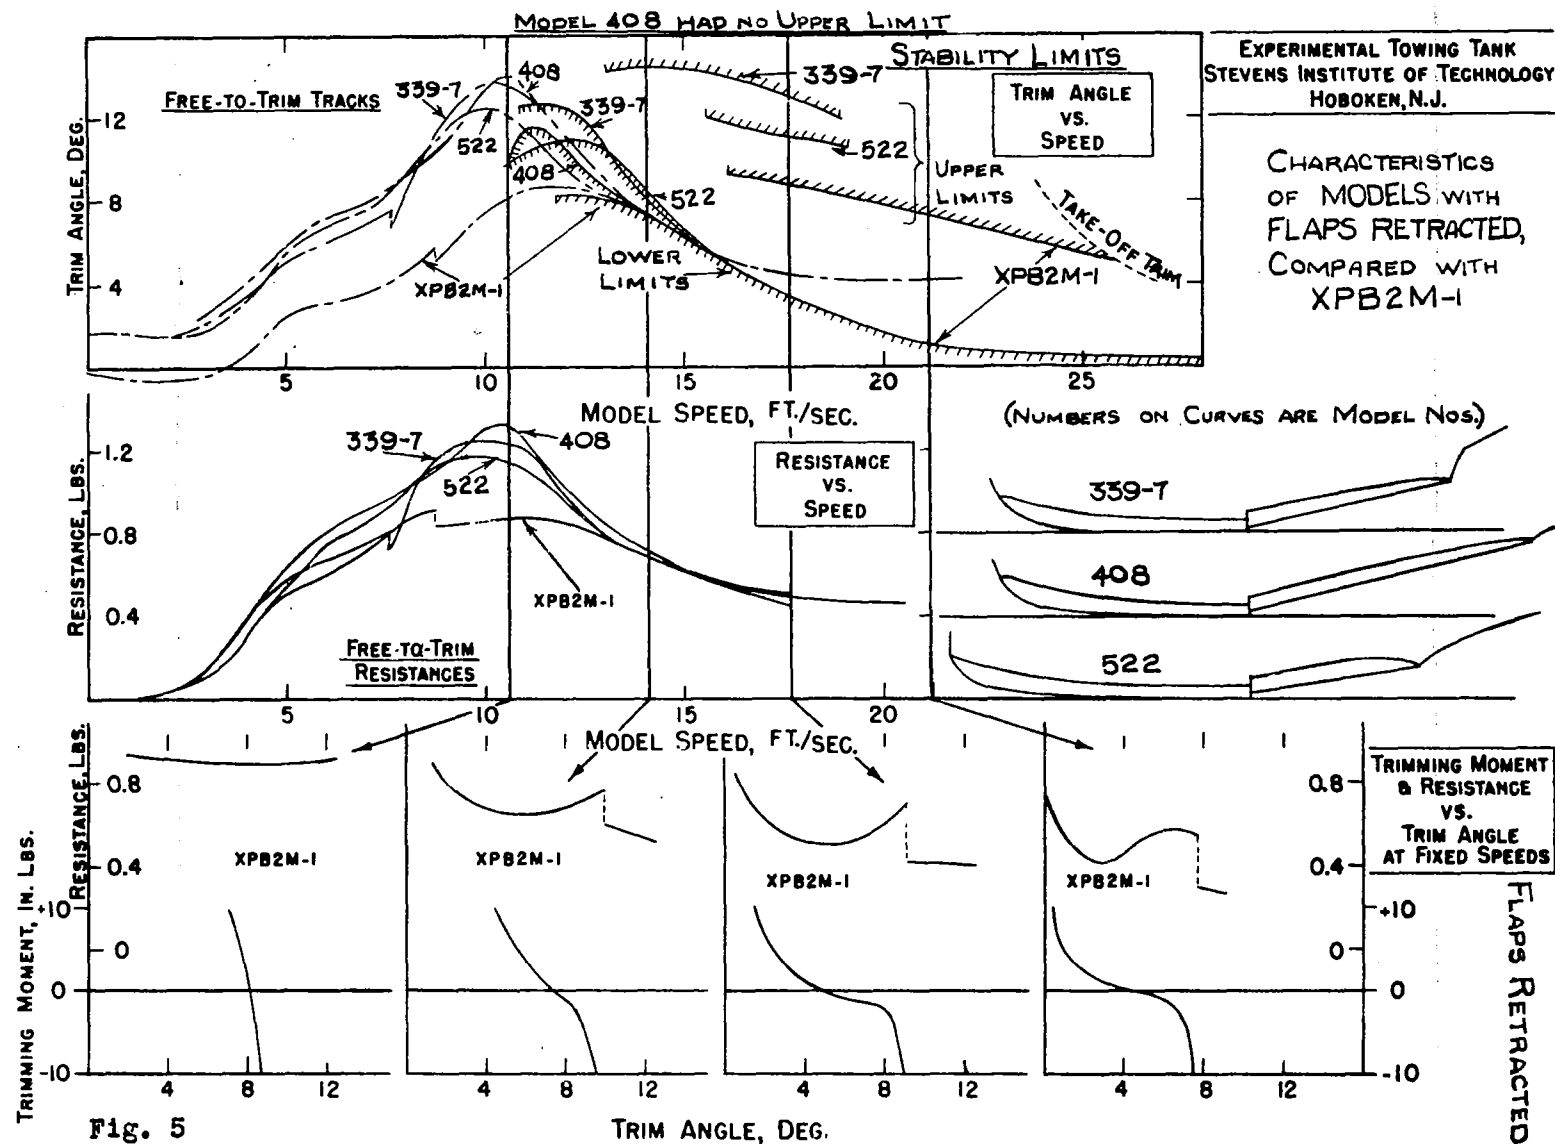 MODEL 408 HAD NO UPPER LIMIT
STABILITY LIMITS
FREE-TO-TRIM TRACKS
339-7
408
339-7
339-7
TRIM ANGLE
VS.
SPEED
522
408
522
522
UPPER
LIMITS
TAKE-OFF TRIM
LOWER
LIMITS
XPB2M-1
XPB2M-1
TRIM ANGLE, DEG.
12
8
4
5
10
15
20
25
MODEL SPEED, FT./SEC.
EXPERIMENTAL TOWING TANK
STEVENS INSTITUTE OF TECHNOLOGY
HOBOKEN, N.J.
CHARACTERISTICS
OF MODELS WITH
FLAPS RETRACTED,
COMPARED WITH
XPB2M-1
(NUMBERS ON CURVES ARE MODEL NOS.)
339-7
408
522
RESISTANCE
VS.
SPEED
339-7
408
522
XPB2M-1
FREE-TO-TRIM
RESISTANCES
RESISTANCE, LBS.
1.2
0.8
0.4
5
10
15
20
MODEL SPEED, FT./SEC.
RESISTANCE, LBS.
0.8
0.4
TRIMMING MOMENT, IN. LBS.
+10
0
0
-10
XPB2M-1
XPB2M-1
XPB2M-1
XPB2M-1
0.8
0.4
+10
0
0
-10
4
8
12
4
8
12
4
8
12
4
8
12
TRIMMING MOMENT
& RESISTANCE
VS.
TRIM ANGLE
AT FIXED SPEEDS
FLAPS RETRACTED
Fig. 5
TRIM ANGLE, DEG.